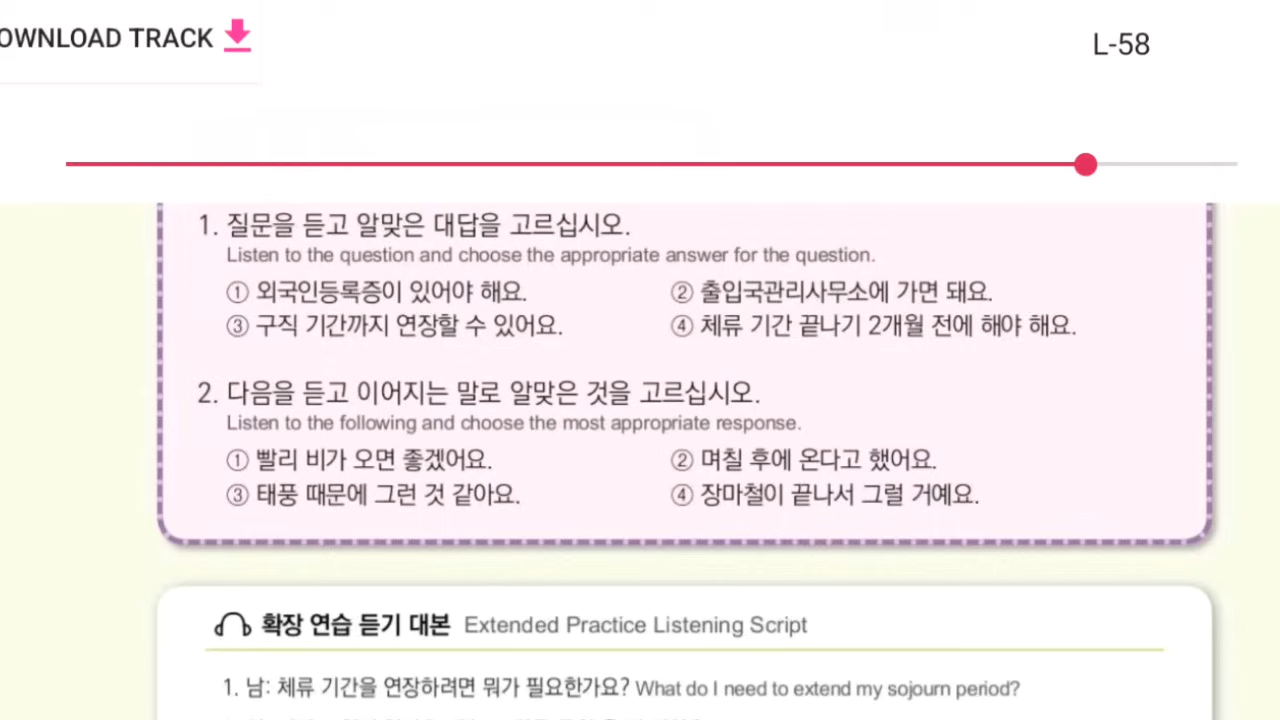 OWNLOAD TRACK
L-58
1. 질문을 듣고 알맞은 대답을 고르십시오.
Listen to the question and choose the appropriate answer for the question.
① 외국인등록증이 있어야 해요. ② 출입국관리사무소에 가면 돼요.
③ 구직 기간까지 연장할 수 있어요. ④ 체류 기간 끝나기 2개월 전에 해야 해요.
2. 다음을 듣고 이어지는 말로 알맞은 것을 고르십시오.
Listen to the following and choose the most appropriate response.
① 빨리 비가 오면 좋겠어요. ② 며칠 후에 온다고 했어요.
③ 태풍 때문에 그런 것 같아요. ④ 장마철이 끝나서 그럴 거예요.
확장 연습 듣기 대본 Extended Practice Listening Script
1. 남: 체류 기간을 연장하려면 뭐가 필요한가요? What do I need to extend my sojourn period?